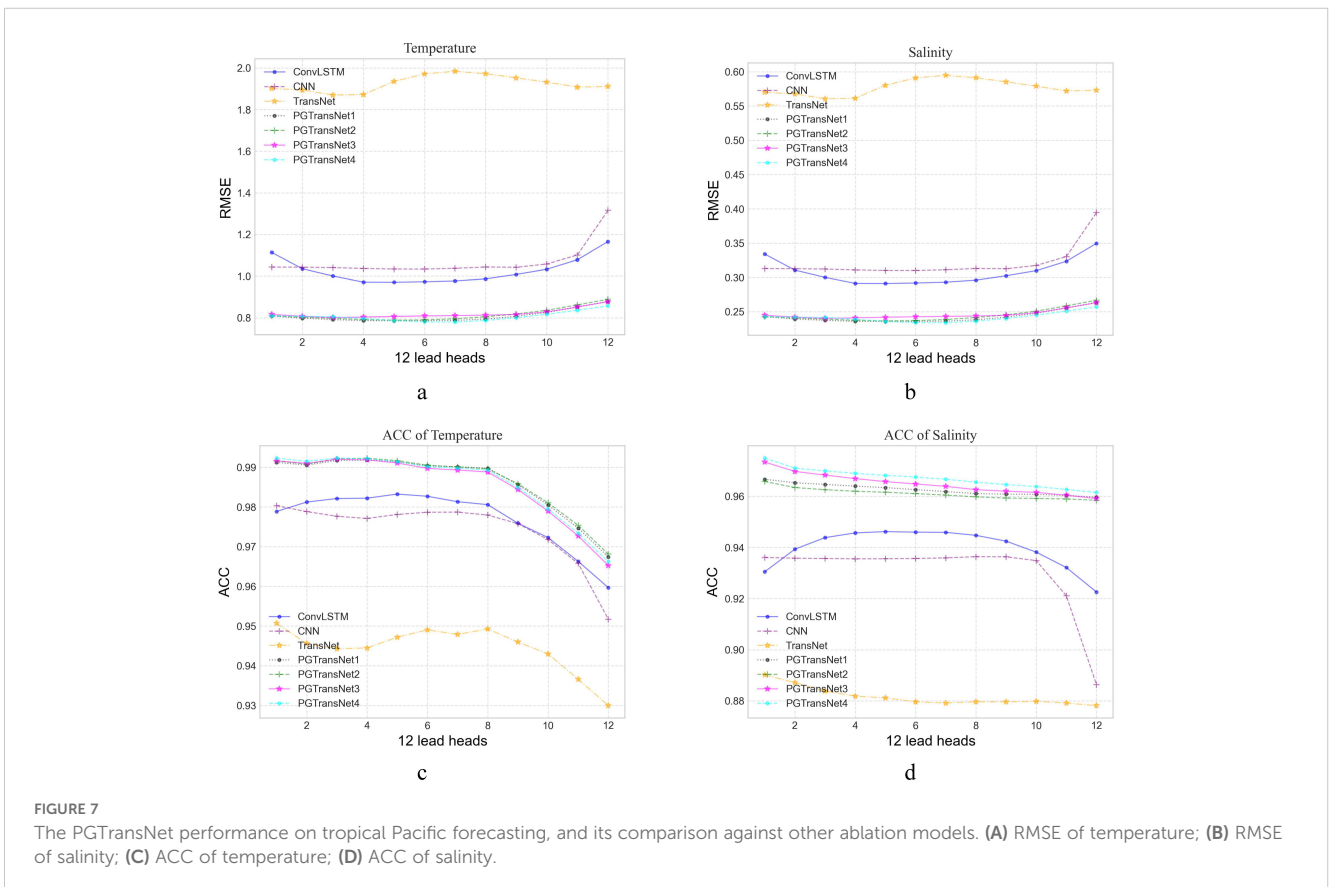 Temperature
ConvLSTM
CNN
TransNet
PGTransNet1
PGTransNet2
PGTransNet3
PGTransNet4
2.0
1.8
1.6
1.4
1.2
1.0
0.8
RMSE
2 4 6 8 10 12
12 lead heads
a
Salinity
ConvLSTM
CNN
TransNet
PGTransNet1
PGTransNet2
PGTransNet3
PGTransNet4
0.60
0.55
0.50
0.45
0.40
0.35
0.30
0.25
RMSE
2 4 6 8 10 12
12 lead heads
b
ACC of Temperature
0.99
0.98
0.97
0.96
0.95
0.94
0.93
ACC
ConvLSTM
CNN
TransNet
PGTransNet1
PGTransNet2
PGTransNet3
PGTransNet4
2 4 6 8 10 12
12 lead heads
c
ACC of Salinity
0.96
0.94
0.92
0.90
0.88
ACC
ConvLSTM
CNN
TransNet
PGTransNet1
PGTransNet2
PGTransNet3
PGTransNet4
2 4 6 8 10 12
12 lead heads
d
FIGURE 7
The PGTransNet performance on tropical Pacific forecasting, and its comparison against other ablation models. (A) RMSE of temperature; (B) RMSE
of salinity; (C) ACC of temperature; (D) ACC of salinity.